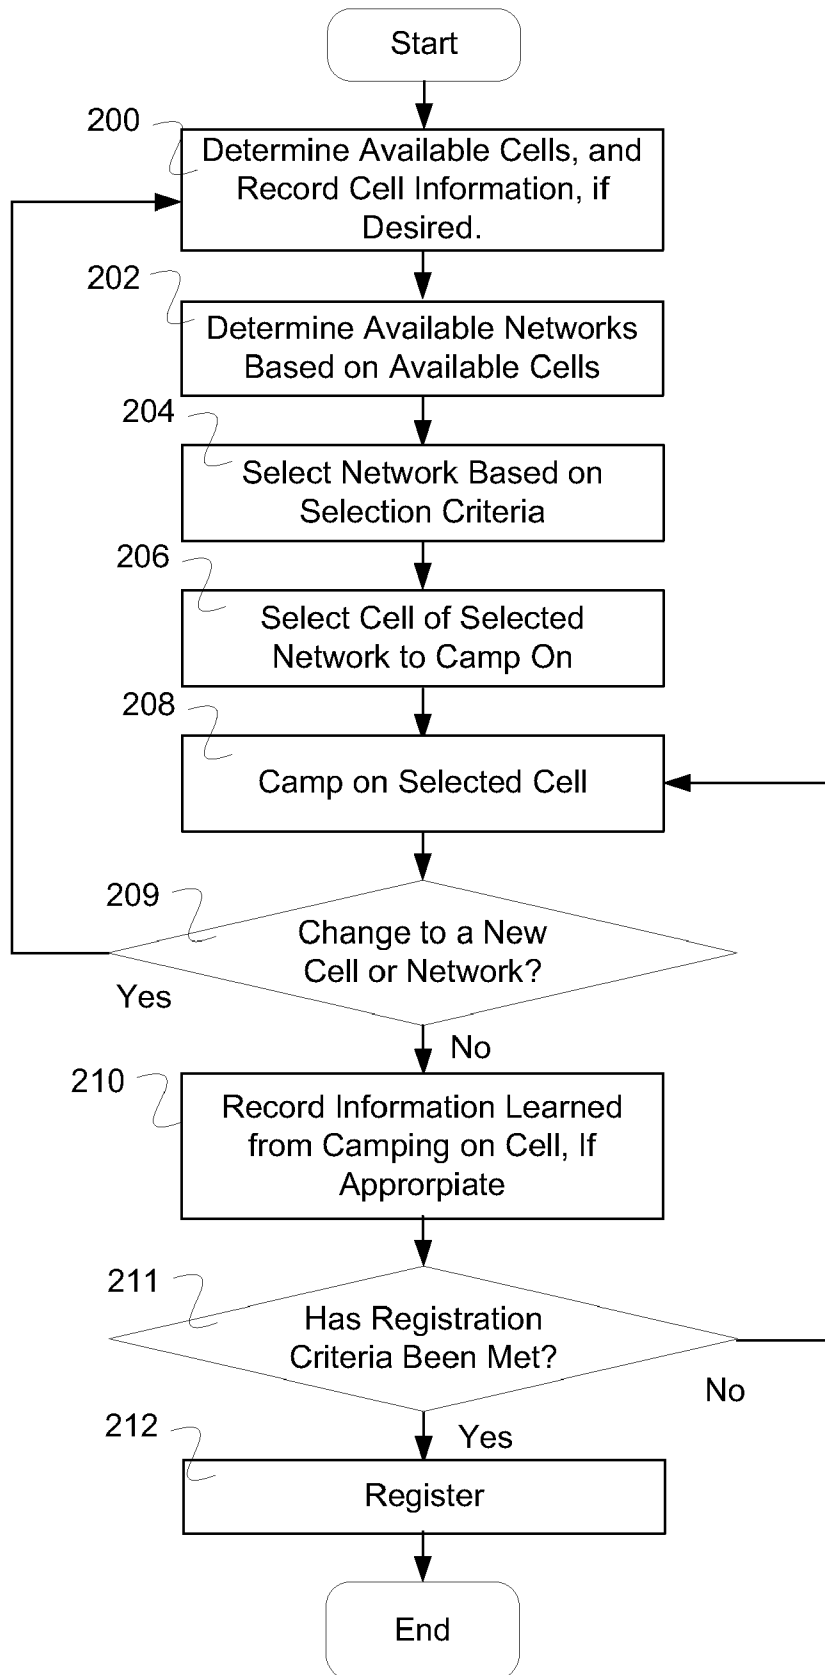 Start
200
Determine Available Cells, and
Record Cell Information, if
Desired.
202
Determine Available Networks
Based on Available Cells
204
Select Network Based on
Selection Criteria
206
Select Cell of Selected
Network to Camp On
208
Camp on Selected Cell
209
Change to a New
Cell or Network?
Yes
No
210
Record Information Learned
from Camping on Cell, If
Approrpiate
211
Has Registration
Criteria Been Met?
No
Yes
212
Register
End